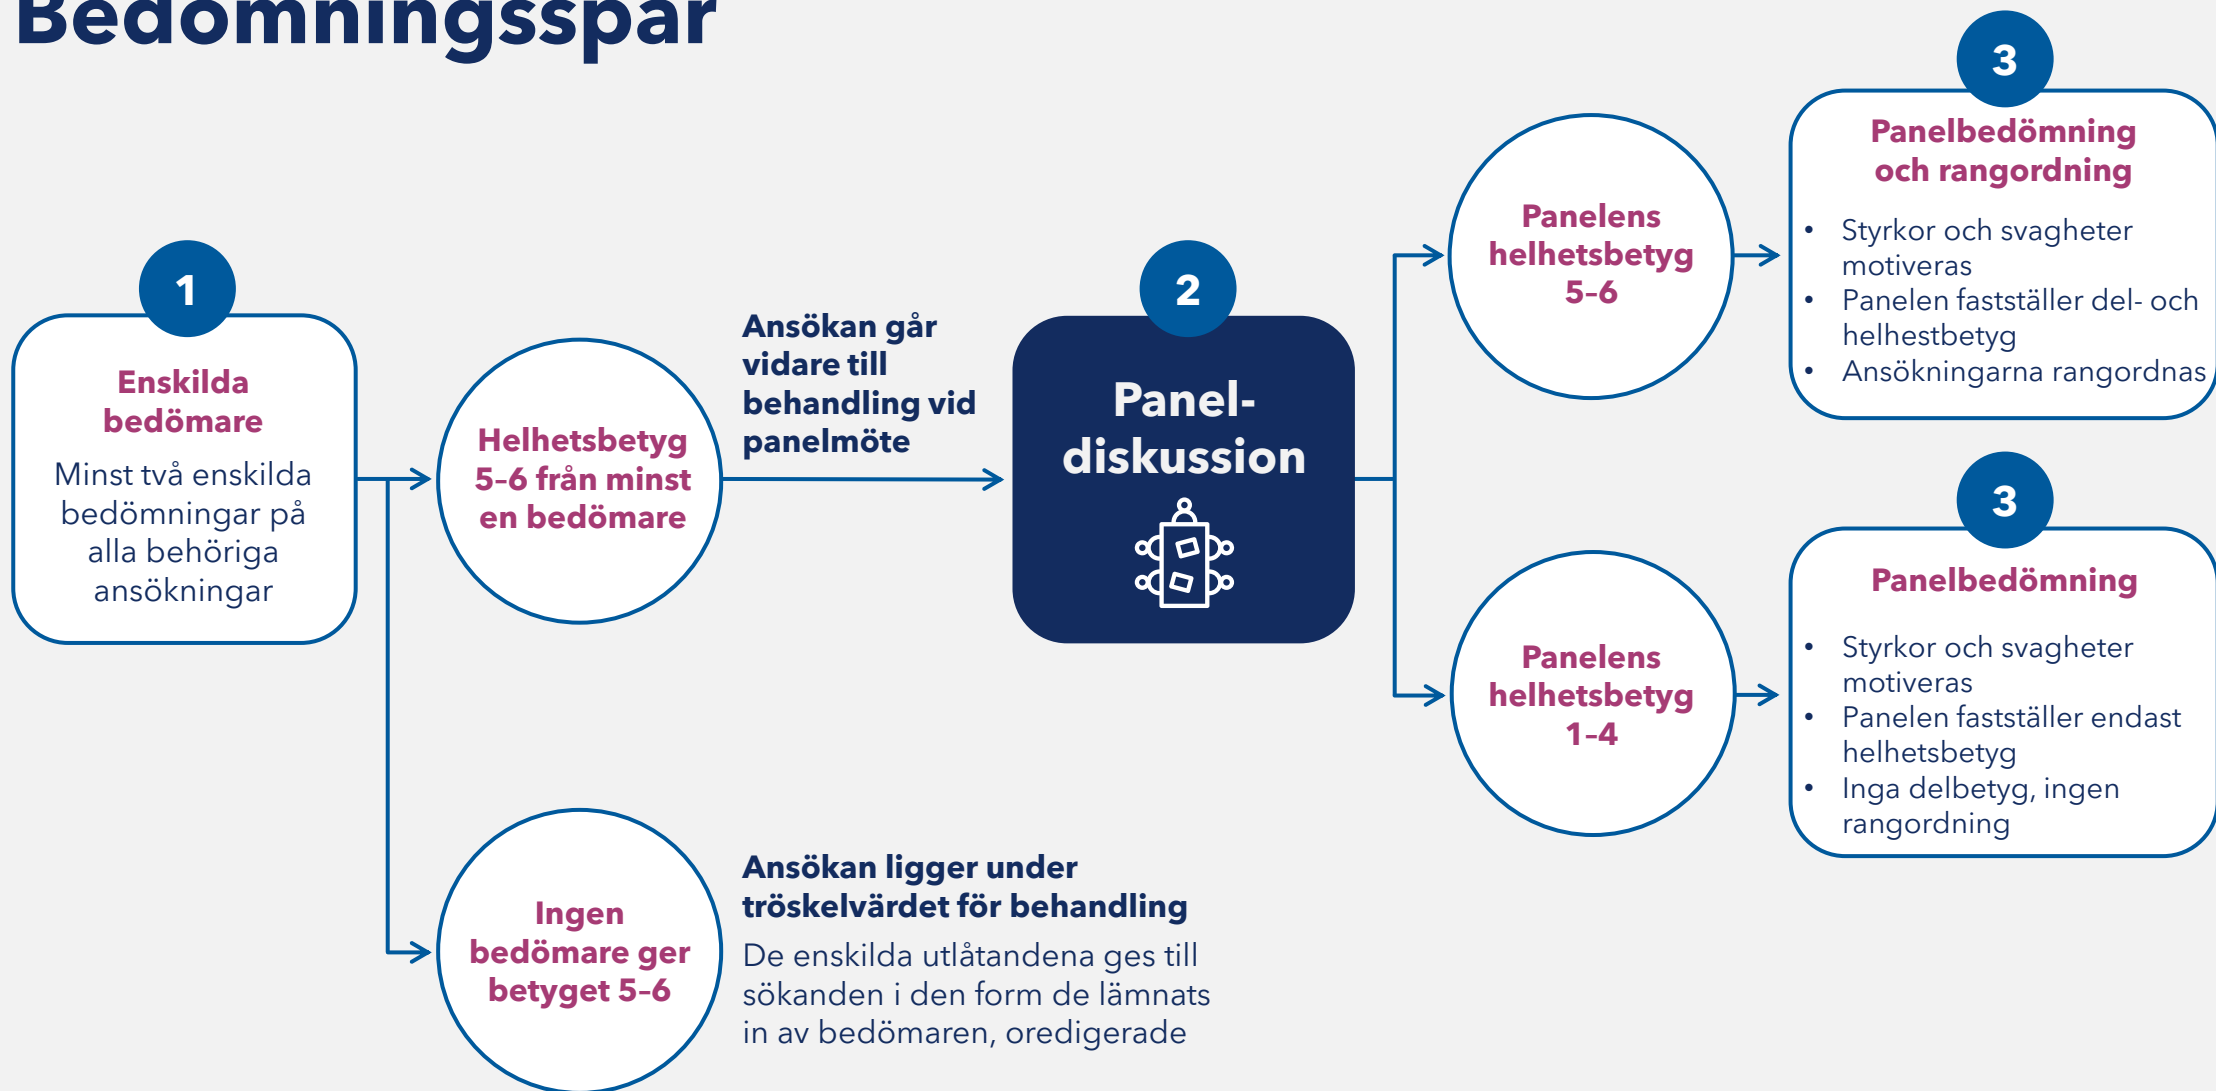 Bedömningsspår
1
Enskilda
bedömare
Minst två enskilda
bedömningar på
alla behöriga
ansökningar
Helhetsbetyg
5–6 från minst
en bedömare
Ansökan går
vidare till
behandling vid
panelmöte
Ingen
bedömare ger
betyget 5–6
Ansökan ligger under
tröskelvärdet för behandling
De enskilda utlåtandena ges till
sökanden i den form de lämnats
in av bedömaren, oredigerade
2
Panel-
diskussion
Panelens
helhetsbetyg
5–6
3
Panelbedömning
och rangordning
• Styrkor och svagheter
motiveras
• Panelen fastställer del- och
helhestbetyg
• Ansökningarna rangordnas
Panelens
helhetsbetyg
1–4
3
Panelbedömning
• Styrkor och svagheter
motiveras
• Panelen fastställer endast
helhetsbetyg
• Inga delbetyg, ingen
rangordning